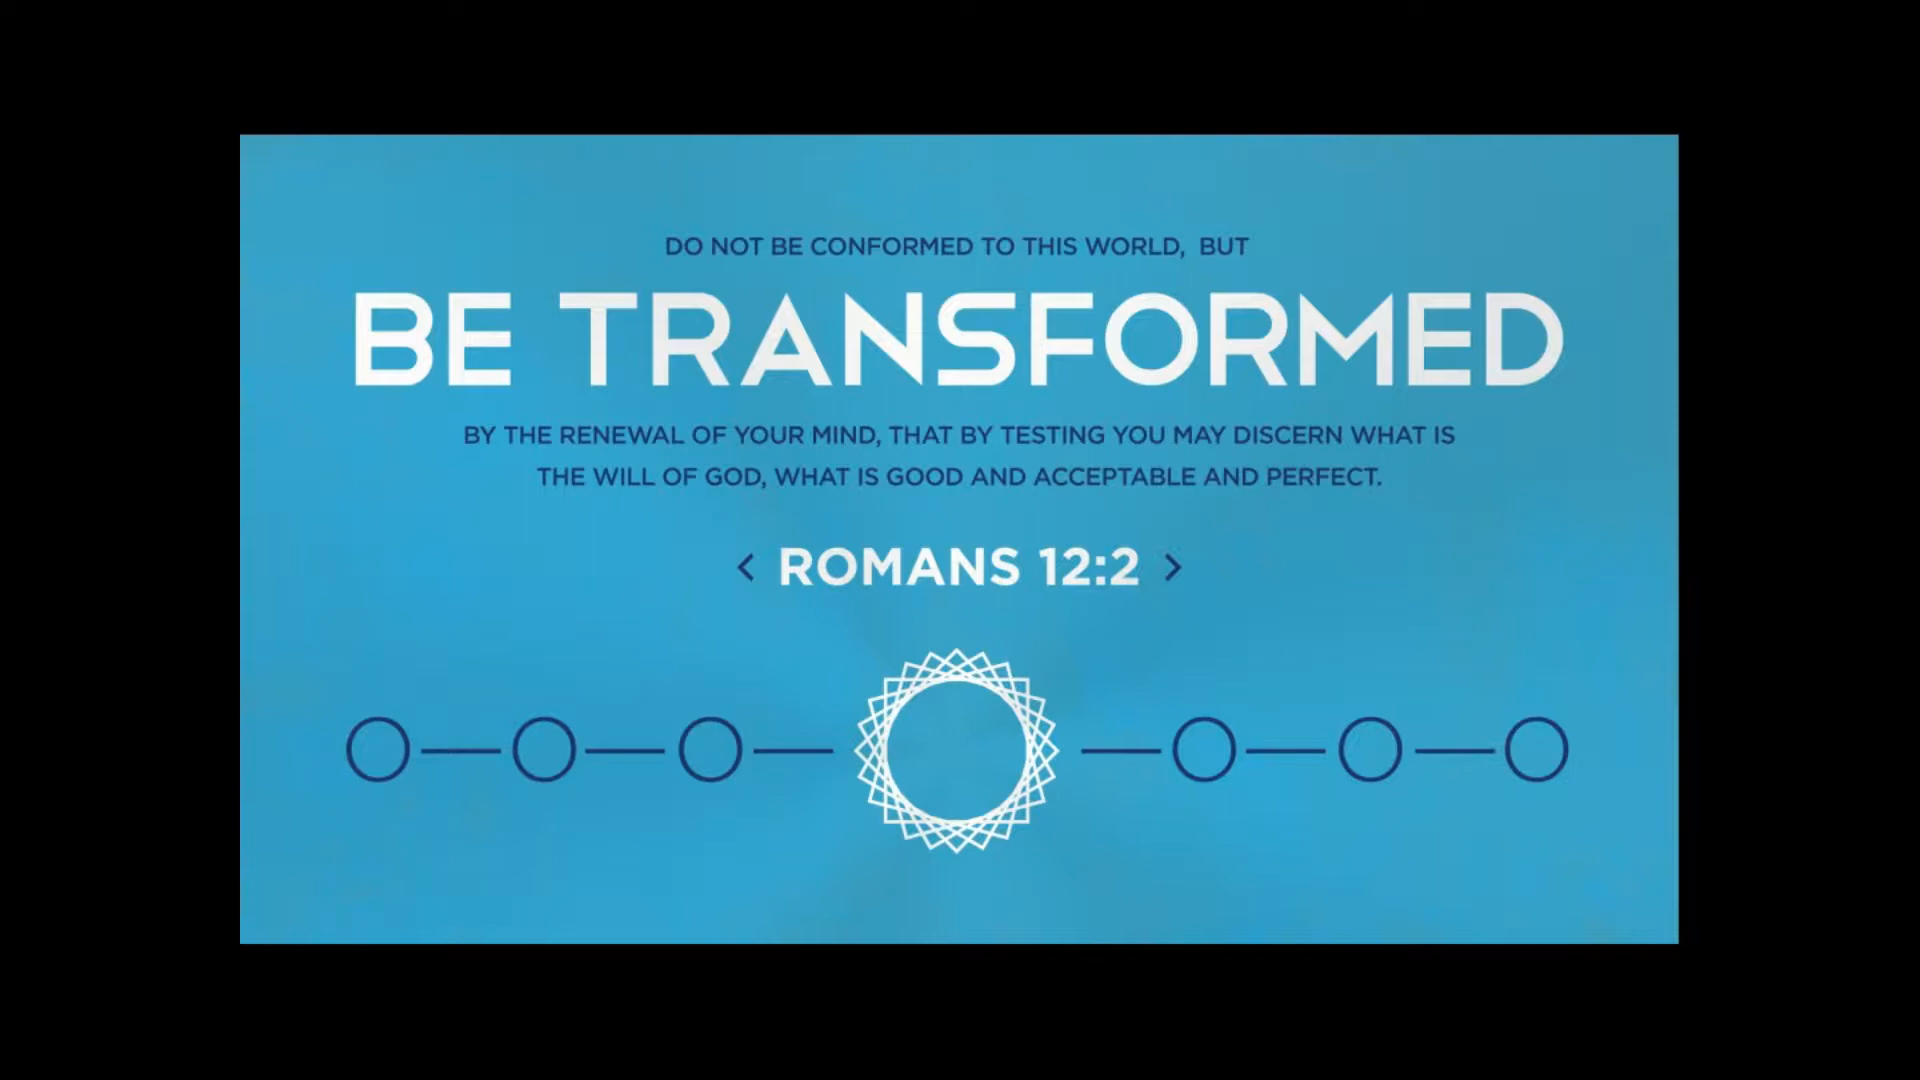 DO NOT BE CONFORMED TO THIS WORLD, BUT
BE TRANSFORMED
BY THE RENEWAL OF YOUR MIND, THAT BY TESTING YOU MAY DISCERN WHAT IS
THE WILL OF GOD, WHAT IS GOOD AND ACCEPTABLE AND PERFECT.
< ROMANS 12:2 >